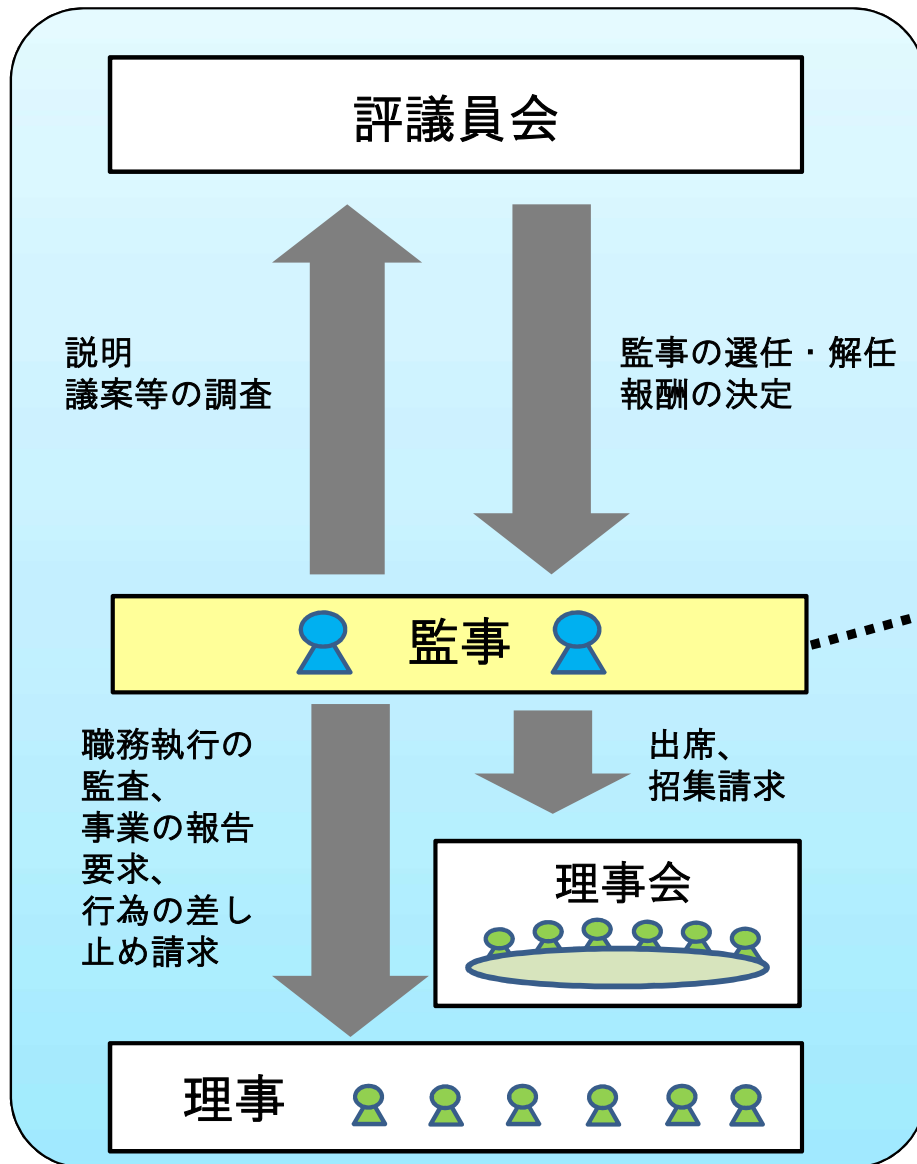 評議員会
説明
議案等の調査
監事の選任・解任
報酬の決定
監事
職務執行の
監査、
事業の報告
要求、
行為の差し
止め請求
出席、
招集請求
理事会
理事